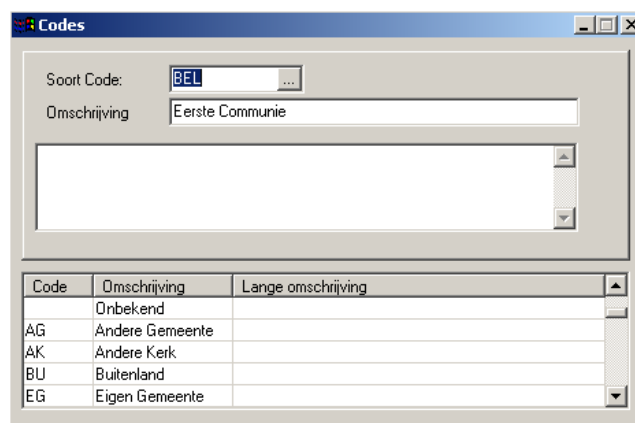 Codes
Soort Code: BEL ...
Omschrijving Eerste Communie
Code Omschrijving Lange omschrijving
Onbekend
AG Andere Gemeente
AK Andere Kerk
BU Buitenland
EG Eigen Gemeente